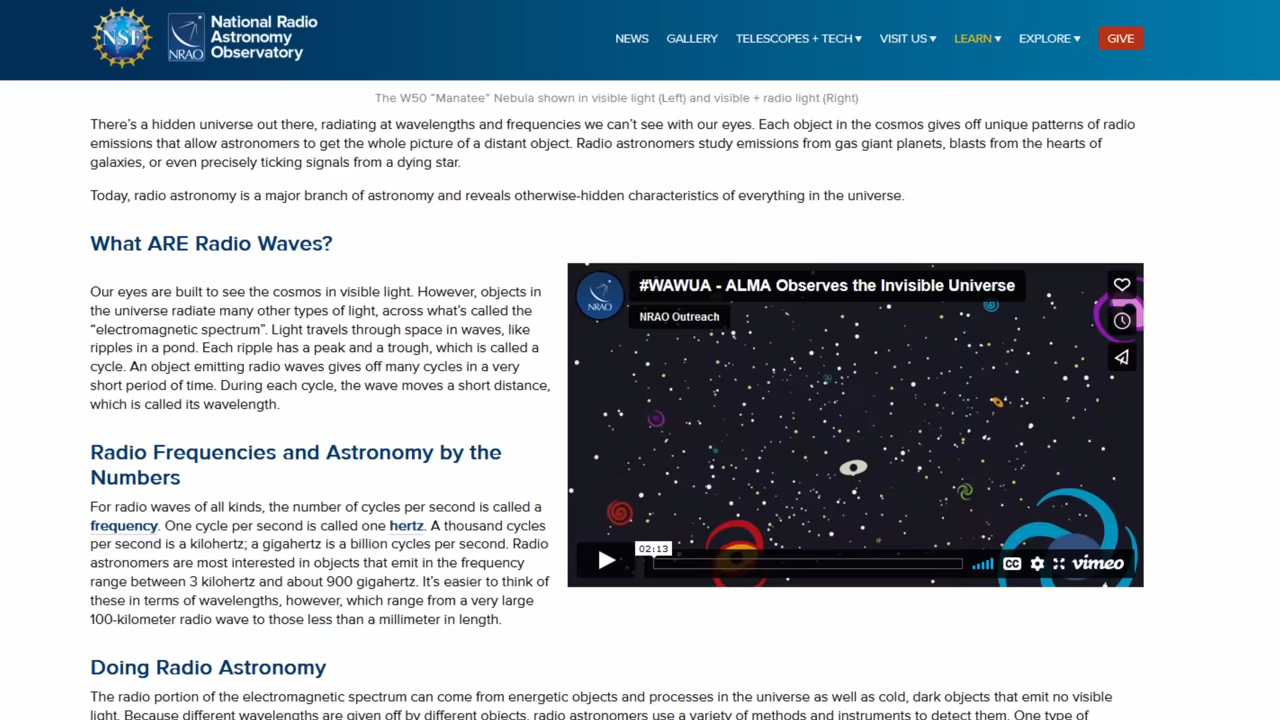 NSF
NRAO
National Radio
Astronomy
Observatory
NEWS
GALLERY
TELESCOPES + TECH
VISIT US
LEARN
EXPLORE
GIVE
The W50 “Manatee” Nebula shown in visible light (Left) and visible + radio light (Right)
There’s a hidden universe out there, radiating at wavelengths and frequencies we can’t see with our eyes. Each object in the cosmos gives off unique patterns of radio
emissions that allow astronomers to get the whole picture of a distant object. Radio astronomers study emissions from gas giant planets, blasts from the hearts of
galaxies, or even precisely ticking signals from a dying star.
Today, radio astronomy is a major branch of astronomy and reveals otherwise-hidden characteristics of everything in the universe.
What ARE Radio Waves?
Our eyes are built to see the cosmos in visible light. However, objects in
the universe radiate many other types of light, across what’s called the
“electromagnetic spectrum”. Light travels through space in waves, like
ripples in a pond. Each ripple has a peak and a trough, which is called a
cycle. An object emitting radio waves gives off many cycles in a very
short period of time. During each cycle, the wave moves a short distance,
which is called its wavelength.
Radio Frequencies and Astronomy by the
Numbers
For radio waves of all kinds, the number of cycles per second is called a
frequency. One cycle per second is called one hertz. A thousand cycles
per second is a kilohertz; a gigahertz is a billion cycles per second. Radio
astronomers are most interested in objects that emit in the frequency
range between 3 kilohertz and about 900 gigahertz. It’s easier to think of
these in terms of wavelengths, however, which range from a very large
100-kilometer radio wave to those less than a millimeter in length.
NRAO
#WAWUA - ALMA Observes the Invisible Universe
NRAO Outreach
02:13
CC
vimeo
Doing Radio Astronomy
The radio portion of the electromagnetic spectrum can come from energetic objects and processes in the universe as well as cold, dark objects that emit no visible
light. Because different wavelengths are given off by different objects, radio astronomers use a variety of methods and instruments to detect them. One type of